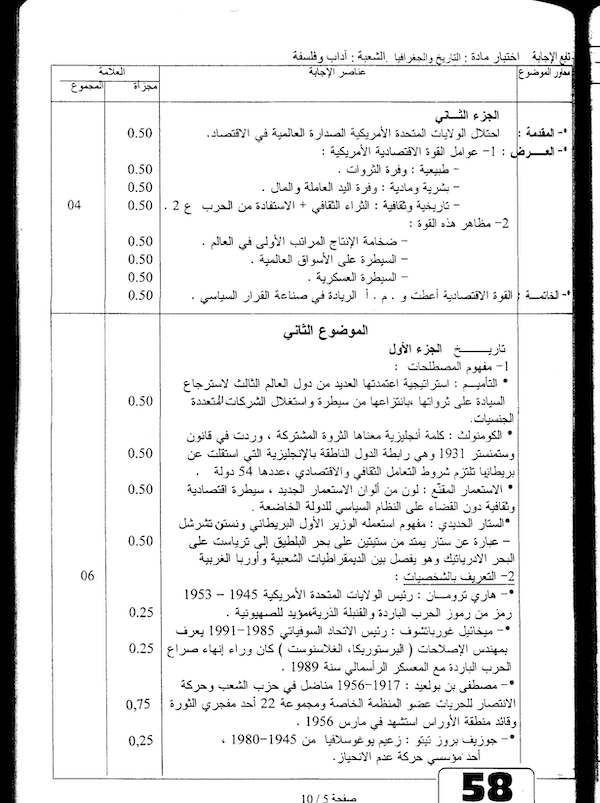 تابع الإجابة اختبار مادة : التاريخ والجغرافيا .الشعبة : آداب وفلسفة
محاور الموضوع عناصر الإجابة العلامة
مجزأة المجموع
الجزء الثاني
*- المقدمة : احتلال الولايات المتحدة الأمريكية الصدارة العالمية في الاقتصاد. 0.50
*- العـــرض : 1- عوامل القوة الاقتصادية الأمريكية :
- طبيعية : وفرة الثروات . 0.50
- بشرية ومادية : وفرة اليد العاملة والمال . 0.50
- تاريخية وثقافية : الثراء الثقافي + الاستفادة من الحرب ع 2 . 0.50 04
2- مظاهر هذه القوة :
- ضخامة الإنتاج المراتب الأولى في العالم . 0.50
- السيطرة على الأسواق العالمية . 0.50
- السيطرة العسكرية . 0.50
*- الخاتمـــة : القوة الاقتصادية أعطت و . م . أ الريادة في صناعة القرار السياسي . 0.50
الموضوع الثاني
تاريـــــخ الجزء الأول
1- مفهوم المصطلحات :
* التأميـــم : استراتيجية اعتمدتها العديد من دول العالم الثالث لاسترجاع
السيادة على ثرواتها ،بانتزاعها من سيطرة واستغلال الشركات المتعددة 0.50
الجنسيات.
* الكومنولث : كلمة أنجليزية معناها الثروة المشتركة ، وردت في قانون
وستمنستر 1931 وهي رابطة الدول الناطقة بالإنجليزية التي استقلت عن 0.50
بريطانيا تلتزم شروط التعامل الثقافي والاقتصادي ،عددها 54 دولة .
* الاستعمار المقنّع : لون من ألوان الاستعمار الجديد ، سيطرة اقتصادية 0.50
وثقافية دون القضاء على النظام السياسي للدولة الخاضعة .
*الستار الحديدي : مفهوم استعمله الوزير الأول البريطاني ونستن تشرشل
- عبارة عن ستار يمتد من ستيتين على بحر البلطيق إلى ترياست على 0.50
البحر الادرياتيك وهو يفصل بين الديمقراطيات الشعبية وأوربا الغربية
2- التعريف بالشخصيات : 06
*- هاري ترومــان : رئيس الولايات المتحدة الأمريكية 1945 - 1953
رمز من رموز الحرب الباردة والقنبلة الذرية،مؤيد للصهيونية . 0.25
*- ميخائيل غورباتشوف : رئيس الاتحاد السوفياتي 1985-1991 يعرف
بمهندس الإصلاحات ( البرستوريكا، الغلاسنوست ) كان وراء إنهاء صراع 0.25
الحرب الباردة مع المعسكر الرأسمالي سنة 1989 .
*- مصطفى بن بولعيد : 1917-1956 مناضل في حزب الشعب وحركة
الانتصار للحريات عضو المنظمة الخاصة ومجموعة 22 أحد مفجري الثورة 0,75
وقائد منطقة الأوراس استشهد في مارس 1956 .
*- جوزيف بروز تيتو : زعيم يوغوسلافيا من 1945-1980 ، 0,25
أحد مؤسسي حركة عدم الانحياز.
58
صفحة 5 / 10